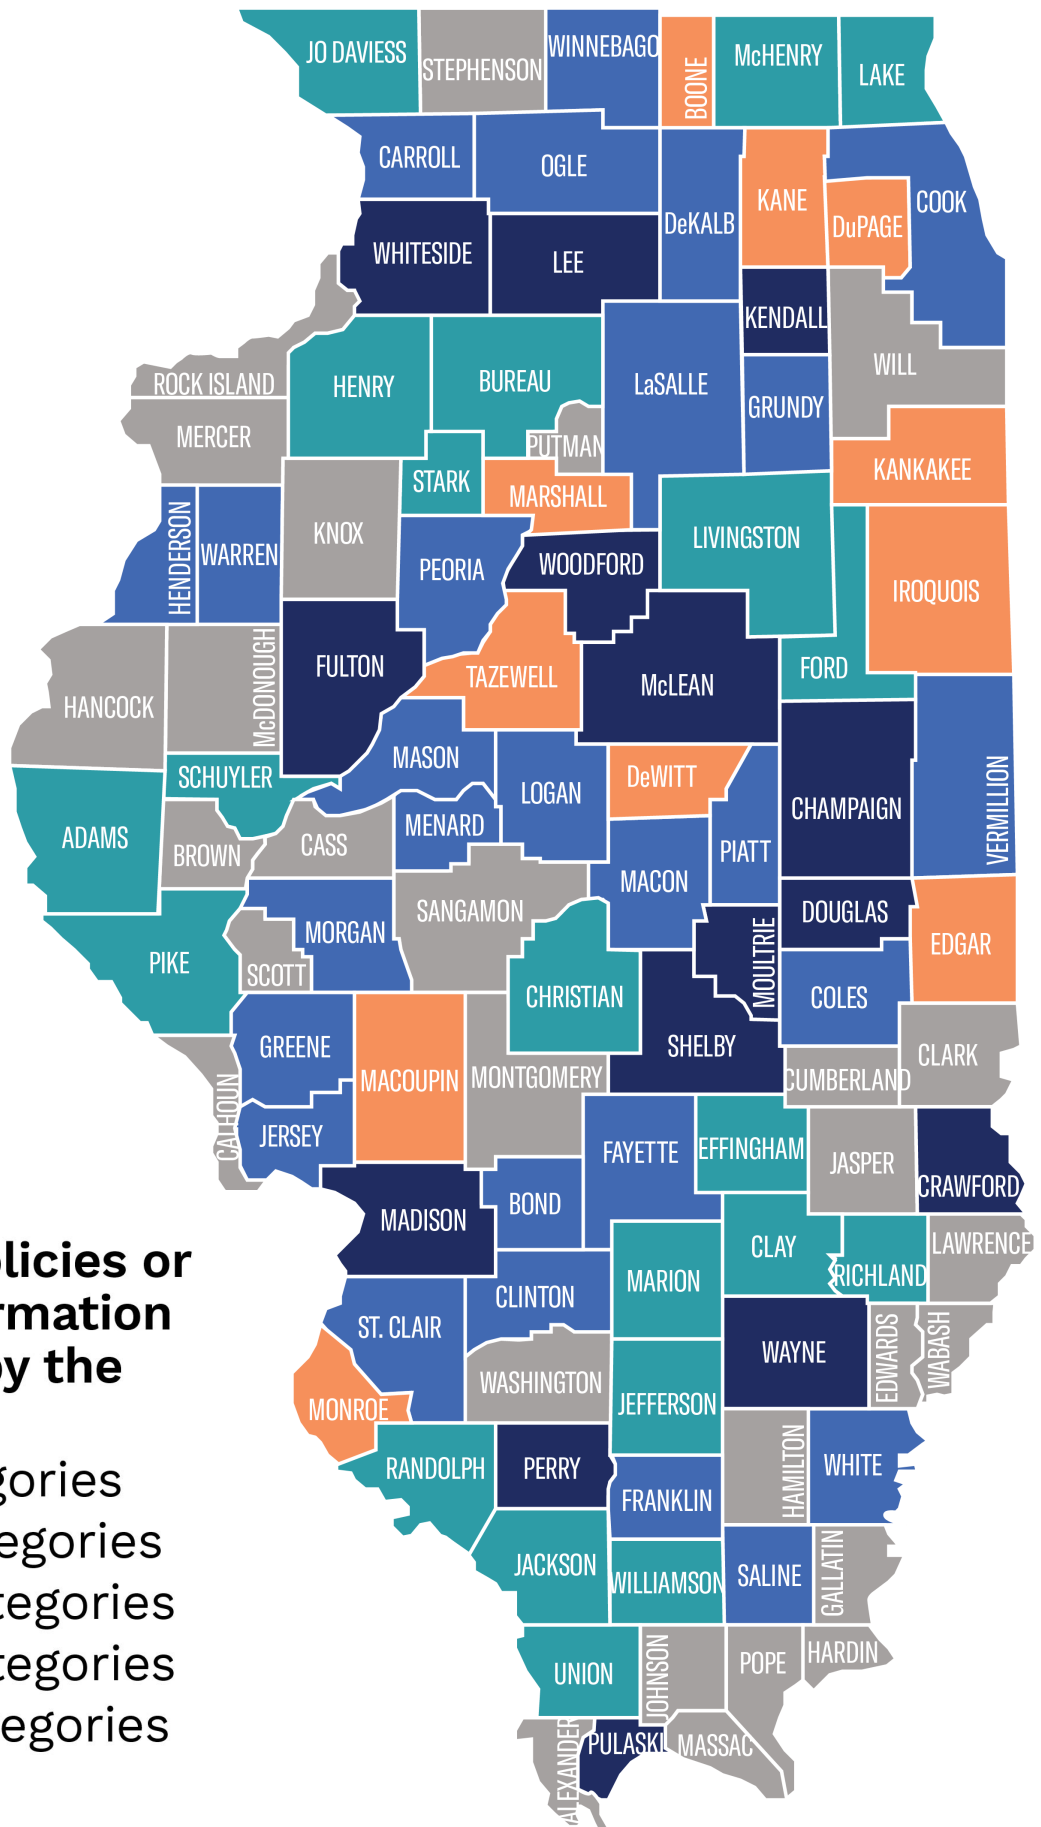 JO DAVIESS
STEPHENSON
WINNEBAGO
BOONE
McHENRY
LAKE
CARROLL
OGLE
DeKALB
KANE
DuPAGE
COOK
WHITESIDE
LEE
KENDALL
WILL
ROCK ISLAND
HENRY
BUREAU
LaSALLE
GRUNDY
MERCER
PUTMAN
KANKAKEE
STARK
MARSHALL
KNOX
HENDERSON
WARREN
PEORIA
WOODFORD
LIVINGSTON
IROQUOIS
HANCOCK
McDONOUGH
FULTON
TAZEWELL
McLEAN
FORD
SCHUYLER
MASON
LOGAN
DeWITT
CHAMPAIGN
VERMILLION
ADAMS
BROWN
CASS
MENARD
PIATT
MACON
PIKE
SCOTT
MORGAN
SANGAMON
CHRISTIAN
MOULTRIE
DOUGLAS
EDGAR
COLES
GREENE
MACOUPIN
MONTGOMERY
SHELBY
CUMBERLAND
CLARK
CALHOUN
JERSEY
FAYETTE
EFFINGHAM
JASPER
CRAWFORD
MADISON
BOND
CLAY
RICHLAND
LAWRENCE
licies or
rmation
by the
MARION
CLINTON
ST. CLAIR
WAYNE
EDWARDS
WABASH
MONROE
WASHINGTON
JEFFERSON
gories
egories
tegories
tegories
egories
RANDOLPH
PERRY
FRANKLIN
HAMILTON
WHITE
JACKSON
WILLIAMSON
SALINE
GALLATIN
UNION
JOHNSON
POPE
HARDIN
ALEXANDER
PULASKI
MASSAC